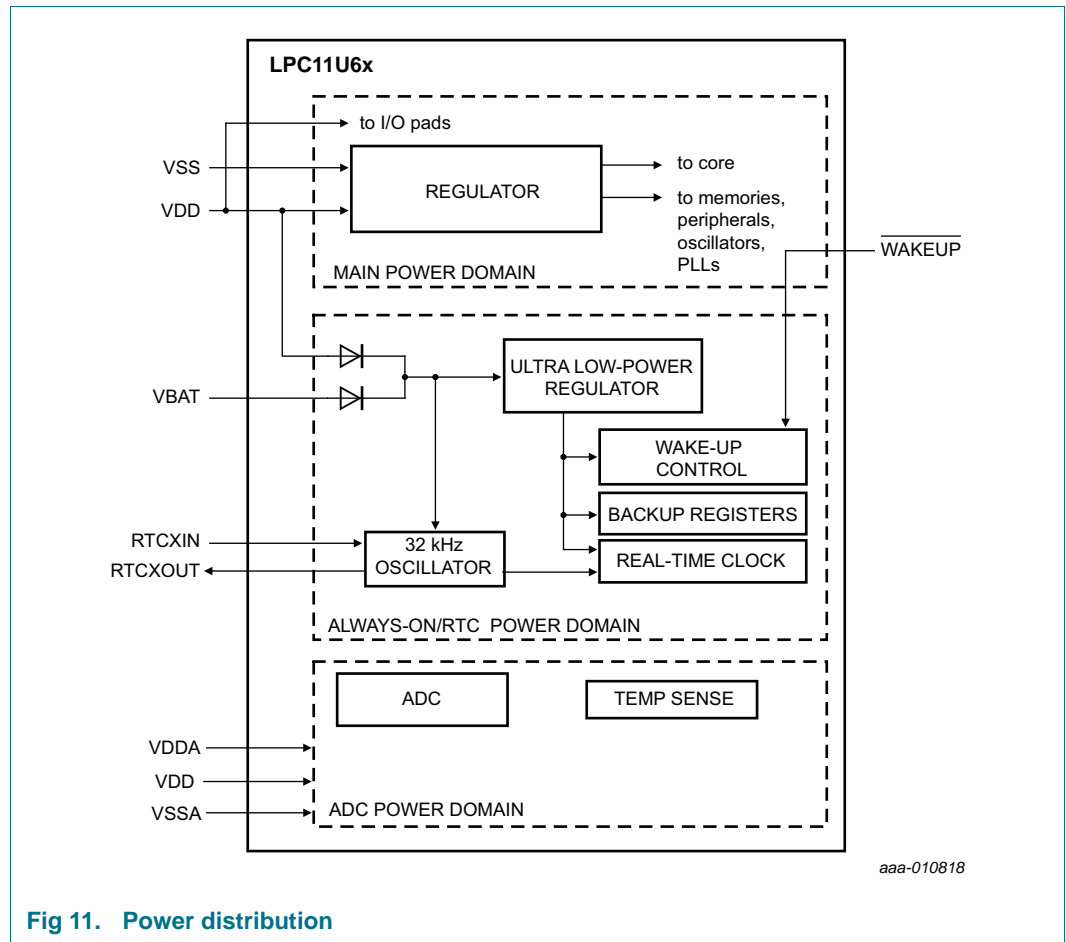 LPC11U6x
to I/O pads
VSS
REGULATOR
to core
VDD
to memories,
peripherals,
oscillators,
PLLs
WAKEUP
MAIN POWER DOMAIN
ULTRA LOW-POWER
REGULATOR
VBAT
WAKE-UP
CONTROL
BACKUP REGISTERS
RTCXIN
RTCXOUT
32 kHz
OSCILLATOR
REAL-TIME CLOCK
ALWAYS-ON/RTC POWER DOMAIN
ADC
TEMP SENSE
VDDA
VDD
VSSA
ADC POWER DOMAIN
aaa-010818
Fig 11. Power distribution